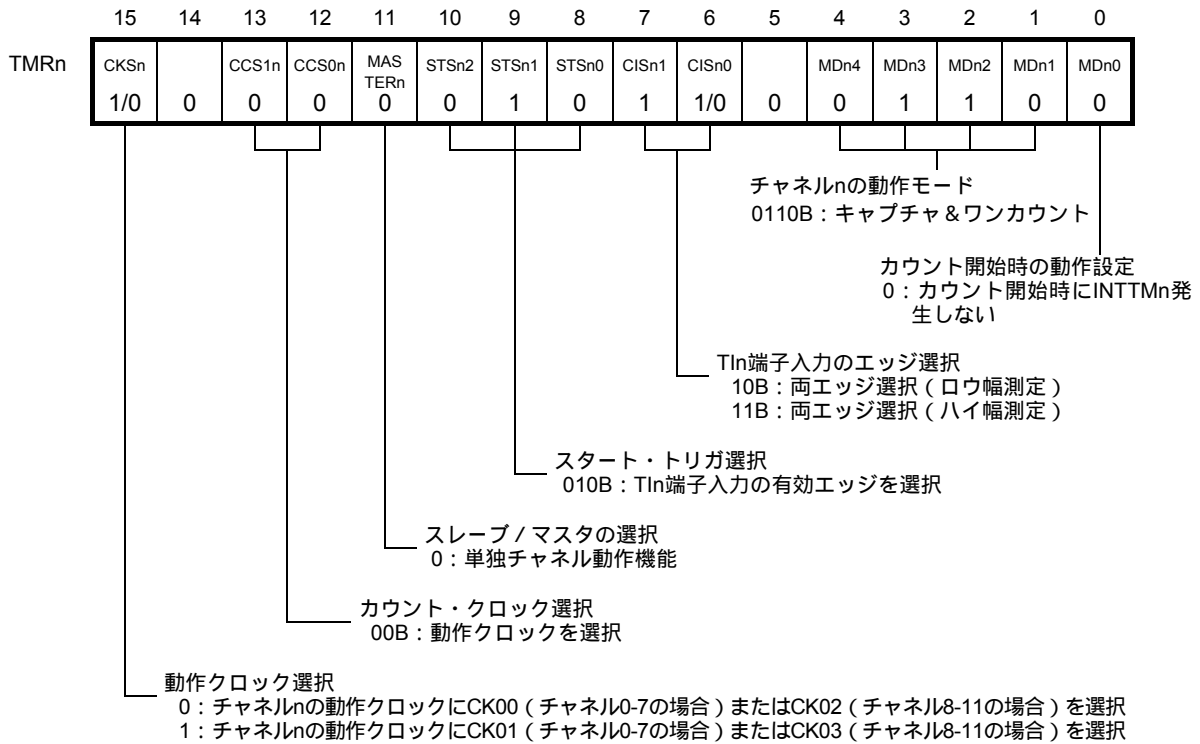 15 14 13 12 11 10 9 8 7 6 5 4 3 2 1 0
TMRn CKSn CCS1n CCS0n MAS STSn2 STSn1 STSn0 CISn1 CISn0 MDn4 MDn3 MDn2 MDn1 MDn0
TERn
1/0 0 0 0 0 0 1 0 1 1/0 0 0 1 1 0 0
チャネルnの動作モード
0110B：キャプチャ＆ワンカウント
カウント開始時の動作設定
0：カウント開始時にINTTMn発
生しない
TIn端子入力のエッジ選択
10B：両エッジ選択（ロウ幅測定）
11B：両エッジ選択（ハイ幅測定）
スタート・トリガ選択
010B：TIn端子入力の有効エッジを選択
スレーブ／マスタの選択
0：単独チャネル動作機能
カウント・クロック選択
00B：動作クロックを選択
動作クロック選択
0：チャネルnの動作クロックにCK00（チャネル0-7の場合）またはCK02（チャネル8-11の場合）を選択
1：チャネルnの動作クロックにCK01（チャネル0-7の場合）またはCK03（チャネル8-11の場合）を選択